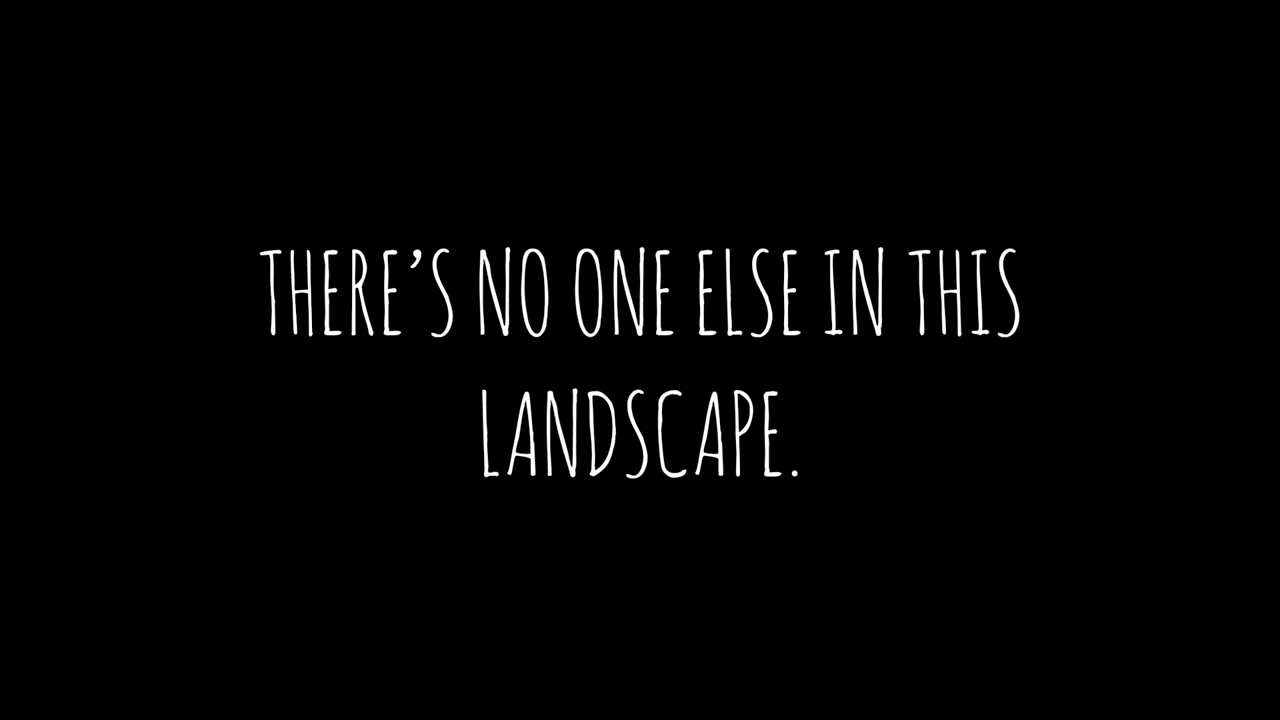 THERE’S NO ONE ELSE IN THIS
LANDSCAPE.